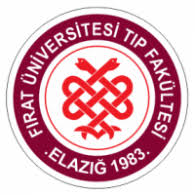 FIRAT ÜNİVERSİTESİ TIP FAKÜLTESİ
.ELAZIĞ 1983.